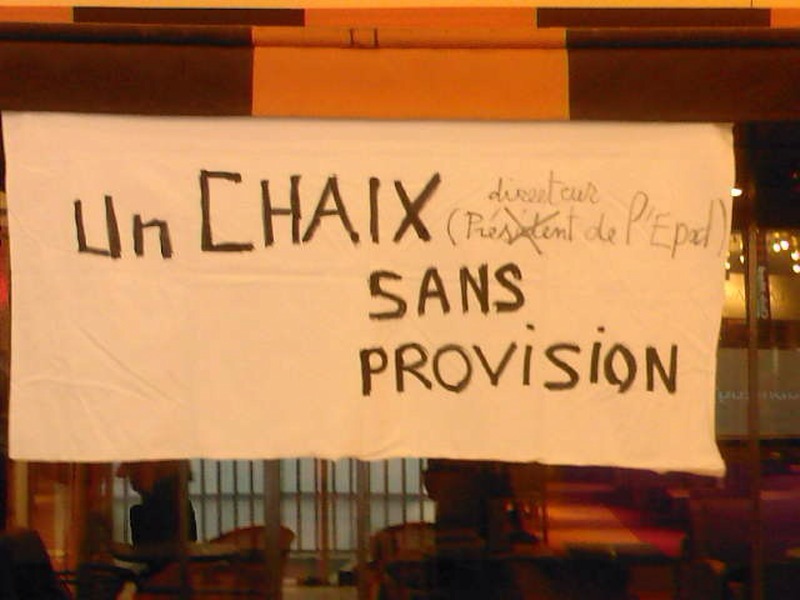 Un CHAIX
directeur
(Président de l'Epad)
SANS
PROVISION